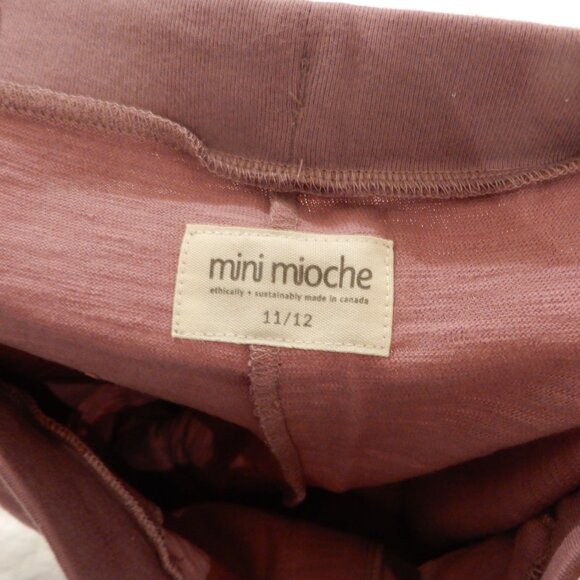 mini mioche
ethically + sustainably made in canada
11/12